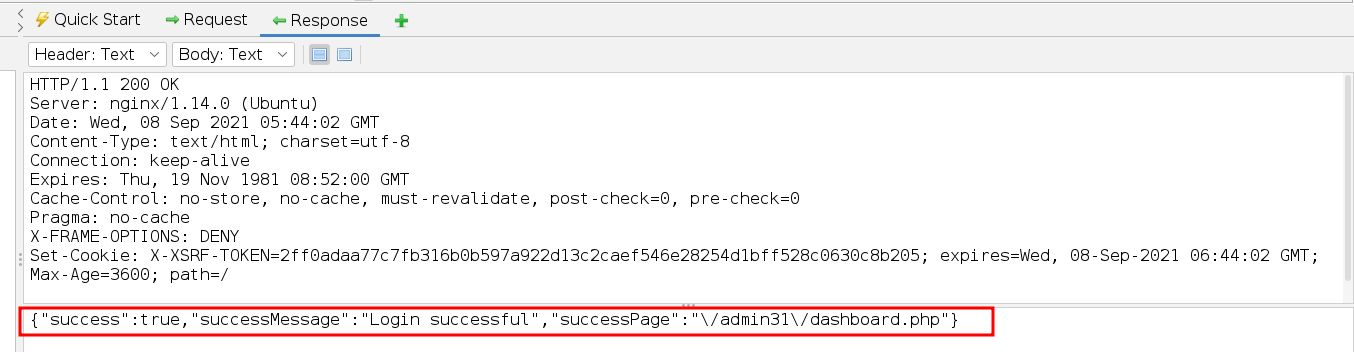 Quick Start Request Response
Header: Text Body: Text
HTTP/1.1 200 OK
Server: nginx/1.14.0 (Ubuntu)
Date: Wed, 08 Sep 2021 05:44:02 GMT
Content-Type: text/html; charset=utf-8
Connection: keep-alive
Expires: Thu, 19 Nov 1981 08:52:00 GMT
Cache-Control: no-store, no-cache, must-revalidate, post-check=0, pre-check=0
Pragma: no-cache
X-FRAME-OPTIONS: DENY
Set-Cookie: X-XSRF-TOKEN=2ff0adaa77c7fb316b0b597a922d13c2caef546e28254d1bff528c0630c8b205; expires=Wed, 08-Sep-2021 06:44:02 GMT;
Max-Age=3600; path=/
{"success":true,"successMessage":"Login successful","successPage":"\/admin31\/dashboard.php"}